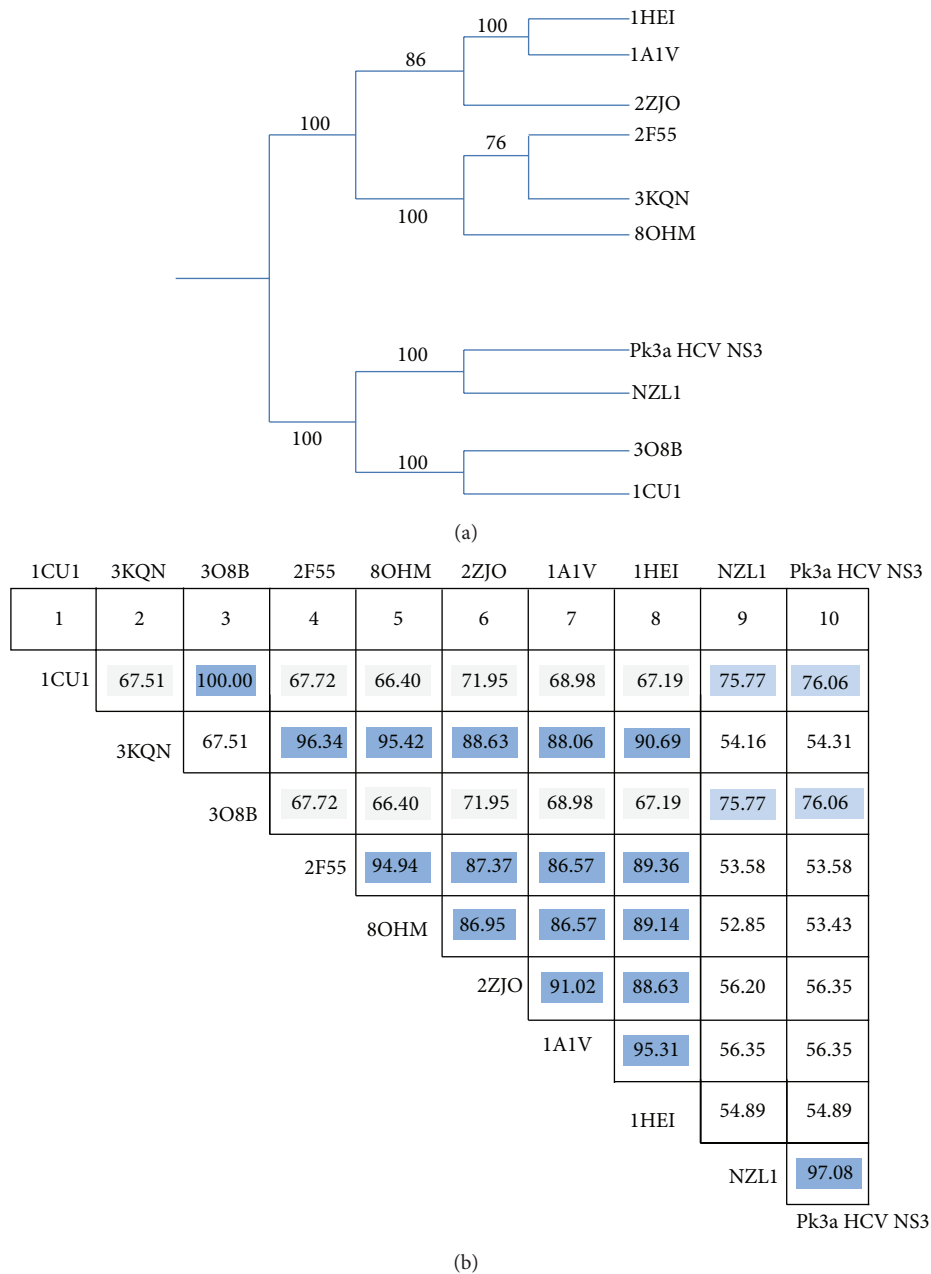 1HEI
100
1A1V
86
2ZJO
100
2F55
76
3KQN
100
8OHM
Pk3a HCV NS3
100
NZL1
100
3O8B
100
1CU1
(a)
1CU1 3KQN 3O8B 2F55 8OHM 2ZJO 1A1V 1HEI NZL1 Pk3a HCV NS3
1 2 3 4 5 6 7 8 9 10
1CU1 67.51 100.00 67.72 66.40 71.95 68.98 67.19 75.77 76.06
3KQN 67.51 96.34 95.42 88.63 88.06 90.69 54.16 54.31
3O8B 67.72 66.40 71.95 68.98 67.19 75.77 76.06
2F55 94.94 87.37 86.57 89.36 53.58 53.58
8OHM 86.95 86.57 89.14 52.85 53.43
2ZJO 91.02 88.63 56.20 56.35
1A1V 95.31 56.35 56.35
1HEI 54.89 54.89
NZL1 97.08
Pk3a HCV NS3
(b)